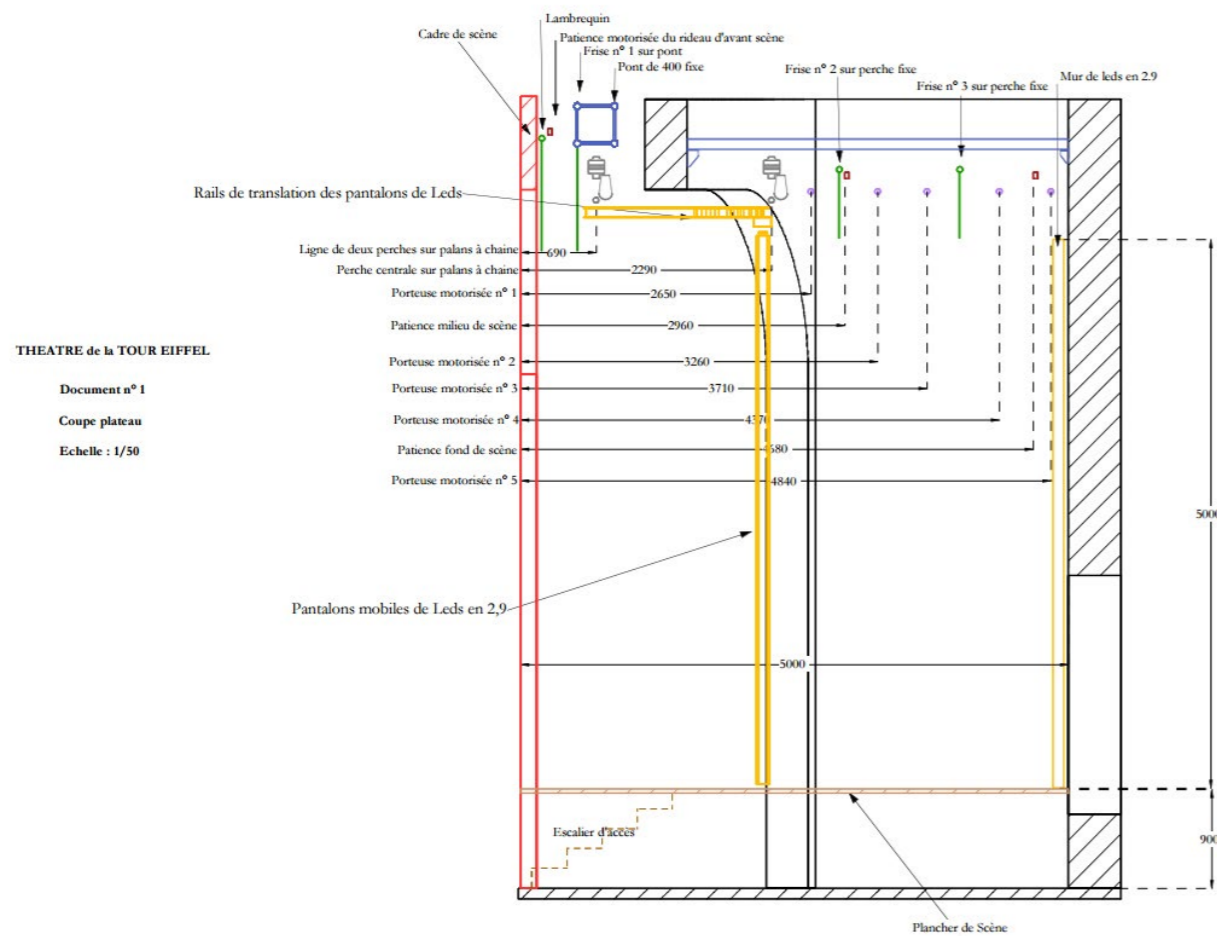 Lambrequin
Cadre de scène
Patience motorisée du rideau d'avant scène
Frise n° 1 sur pont
Pont de 400 fixe
Frise n° 2 sur perche fixe
Mur de leds en 2.9
Frise n° 3 sur perche fixe
Rails de translation des pantalons de Leds
Ligne de deux perches sur palans à chaine
690
Perche centrale sur palans à chaine
2290
Porteuse motorisée n° 1
2650
Patience milieu de scène
2960
THEATRE de la TOUR EIFFEL
Porteuse motorisée n° 2
3260
Document n° 1
Porteuse motorisée n° 3
3710
Coupe plateau
Porteuse motorisée n° 4
4370
Echelle : 1/50
Patience fond de scène
4680
Porteuse motorisée n° 5
4840
5000
Pantalons mobiles de Leds en 2,9
5000
Escalier d'accès
900
Plancher de Scène